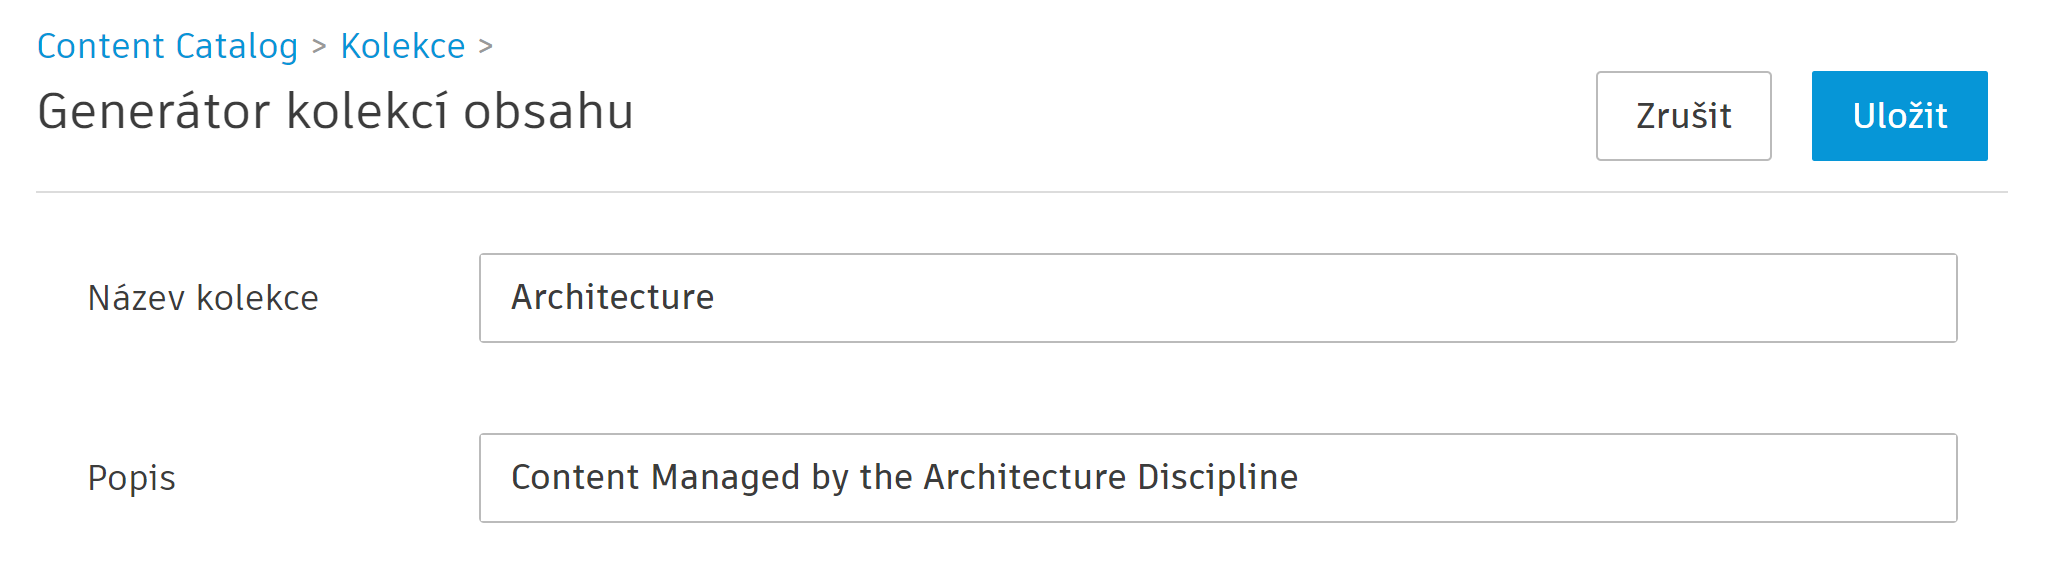 Content Catalog > Kolekce >
Generátor kolekcí obsahu
Zrušit
Uložit
Název kolekce
Architecture
Popis
Content Managed by the Architecture Discipline